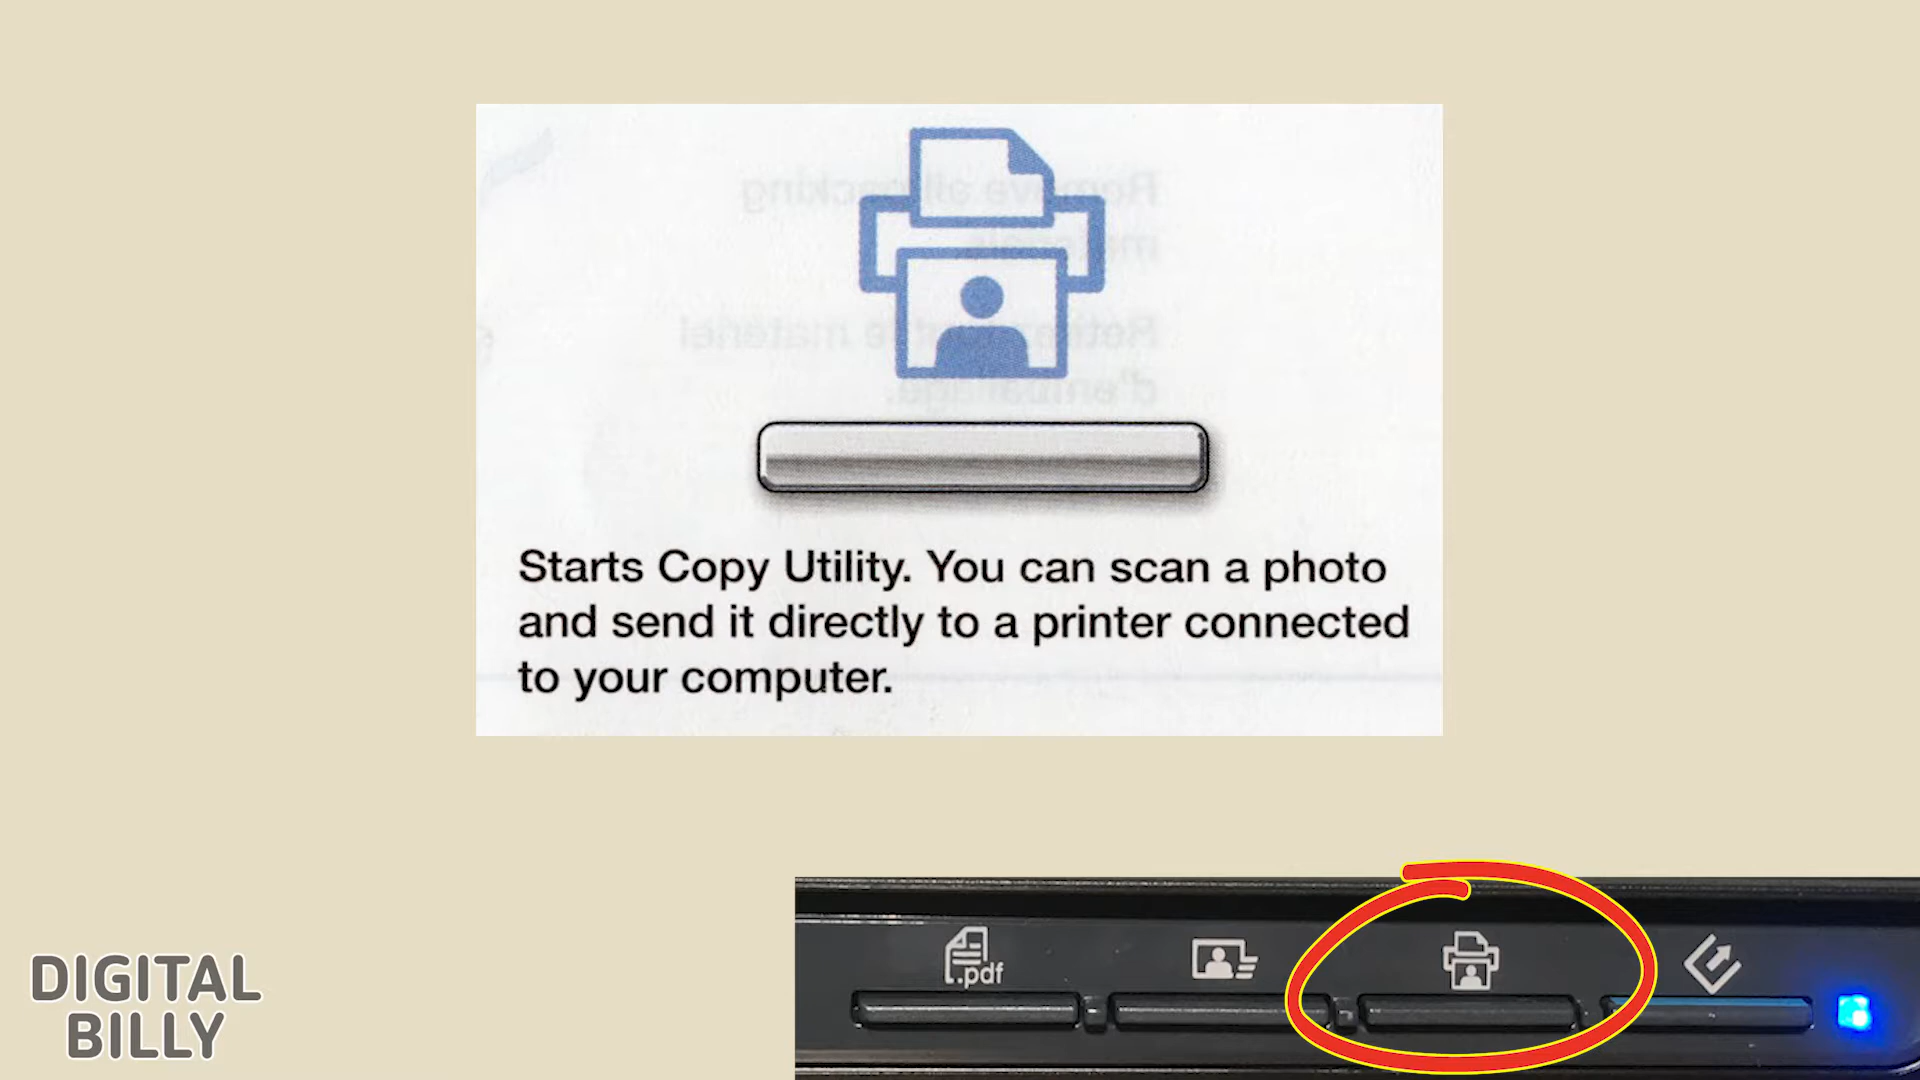 Starts Copy Utility. You can scan a photo
and send it directly to a printer connected
to your computer.
.pdf
DIGITAL
BILLY